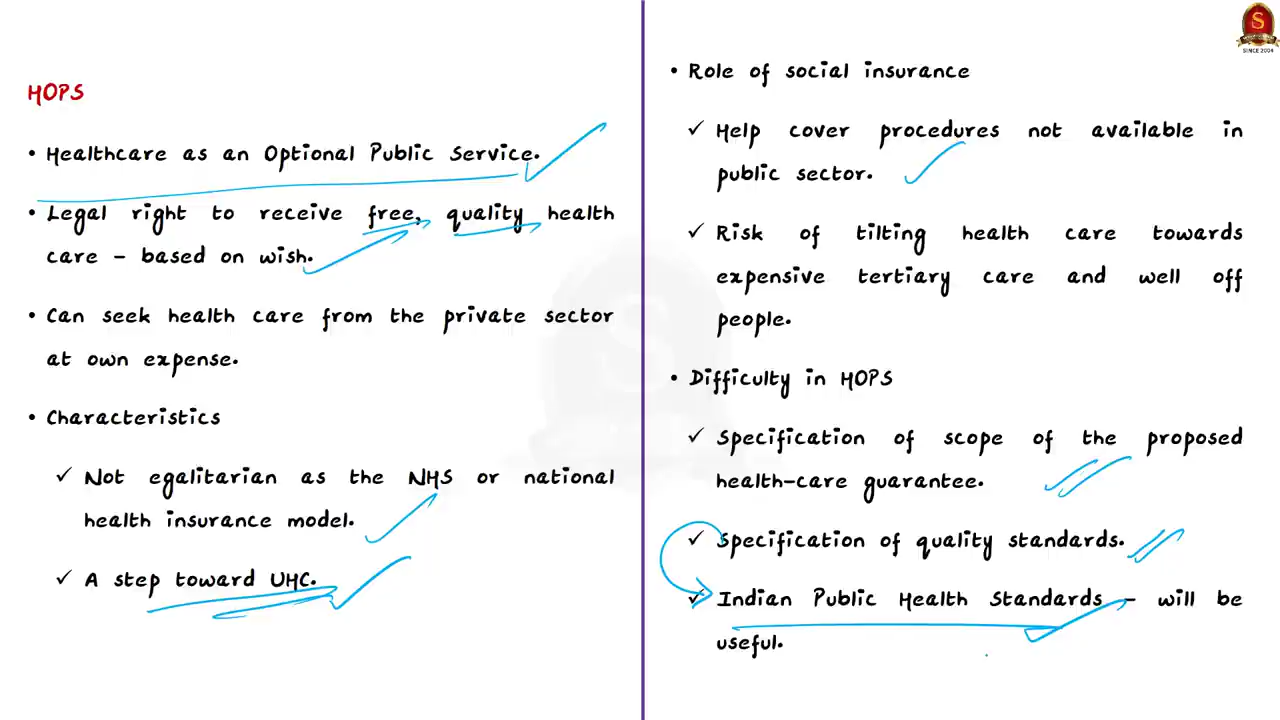 HOPS
• Healthcare as an Optional Public Service.
• Legal right to receive free, quality health
care – based on wish.
• Can seek health care from the private sector
at own expense.
• Characteristics
✓ Not egalitarian as the NHS or national
health insurance model.
✓ A step toward UHC.
• Role of social insurance
✓ Help cover procedures not available in
public sector.
✓ Risk of tilting health care towards
expensive tertiary care and well off
people.
• Difficulty in HOPS
✓ Specification of scope of the proposed
health-care guarantee.
✓ Specification of quality standards.
✓ Indian Public Health Standards – will be
useful.
S
SINCE 2004